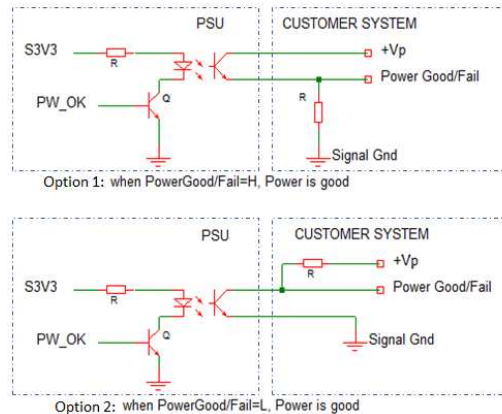 PSU
CUSTOMER SYSTEM
S3V3
R
+Vp
Power Good/Fail
PW_OK
Q
R
Signal Gnd
Option 1: when PowerGood/Fail=H, Power is good
PSU
CUSTOMER SYSTEM
S3V3
R
R
+Vp
Power Good/Fail
PW_OK
Q
Signal Gnd
Option 2: when PowerGood/Fail=L, Power is good